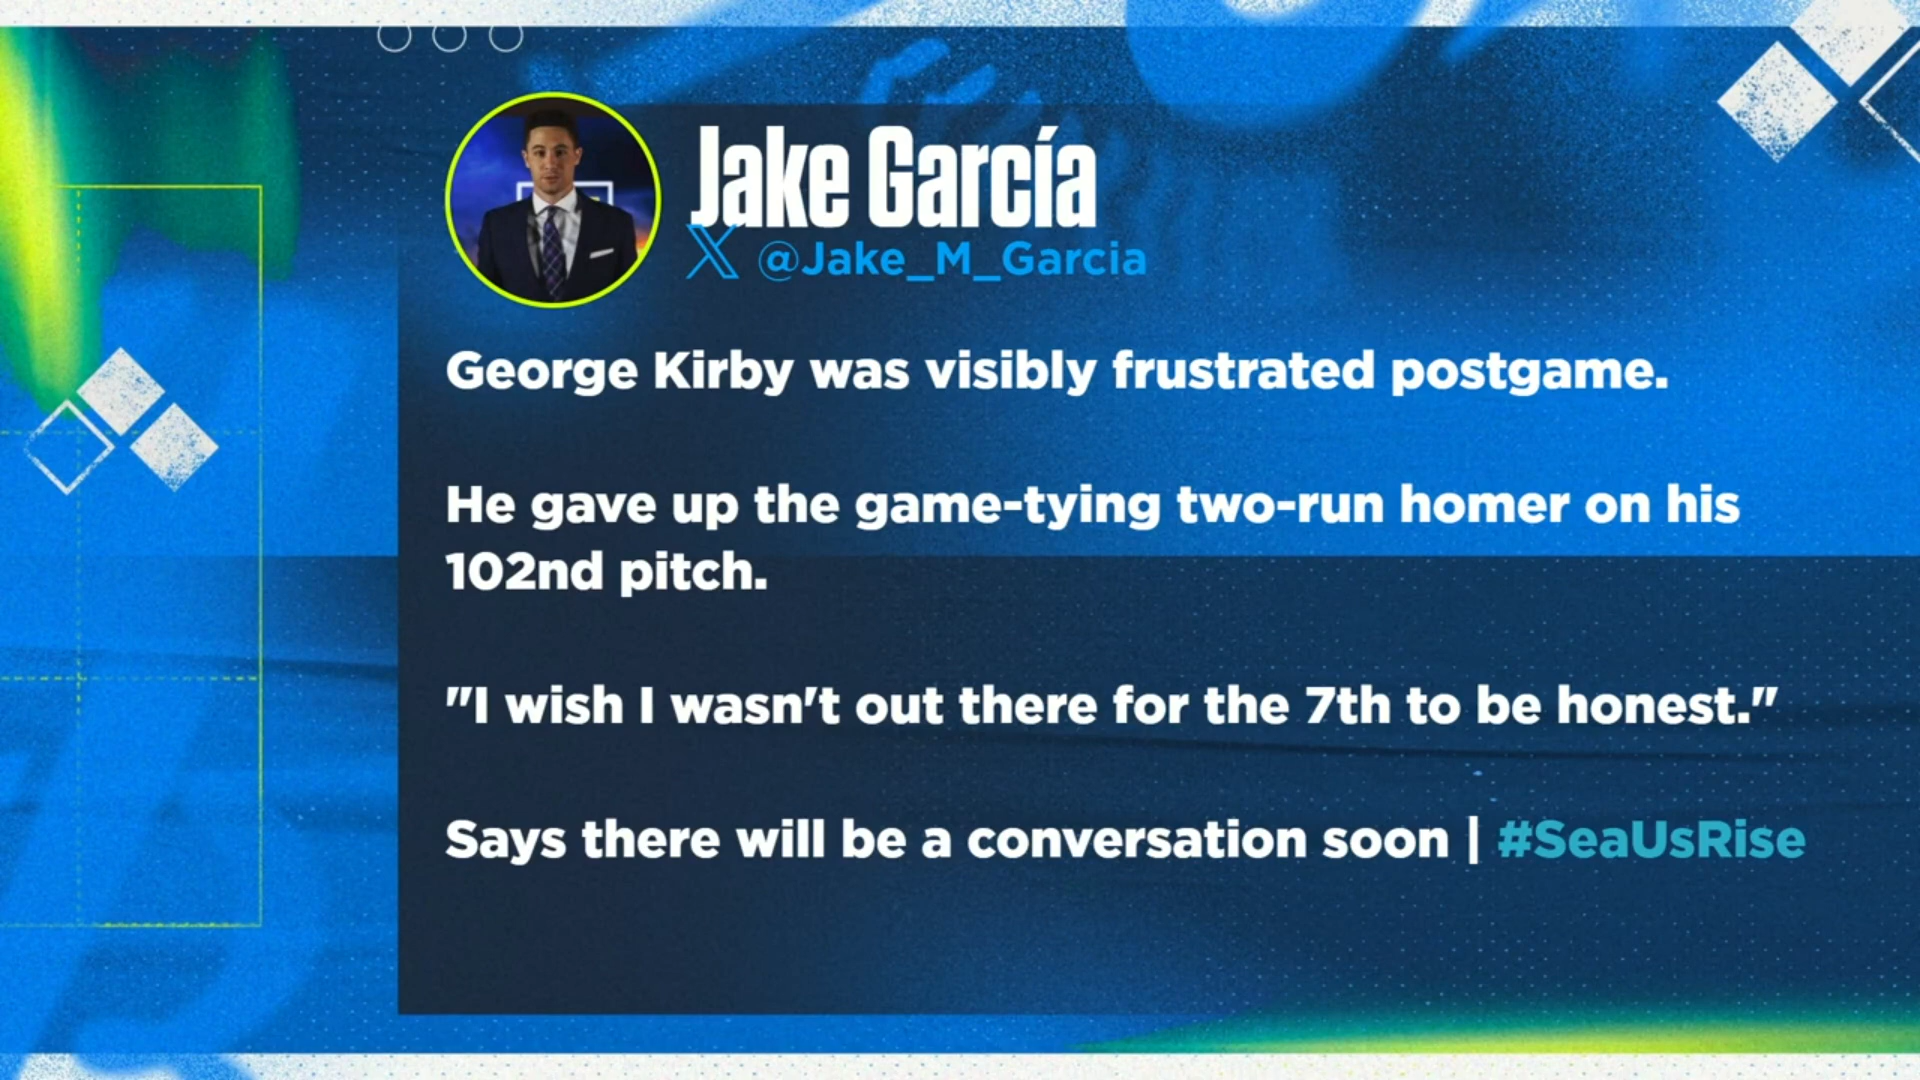 Jake García
@Jake_M_Garcia
George Kirby was visibly frustrated postgame.
He gave up the game-tying two-run homer on his
102nd pitch.
"I wish I wasn't out there for the 7th to be honest."
Says there will be a conversation soon | #SeaUsRise